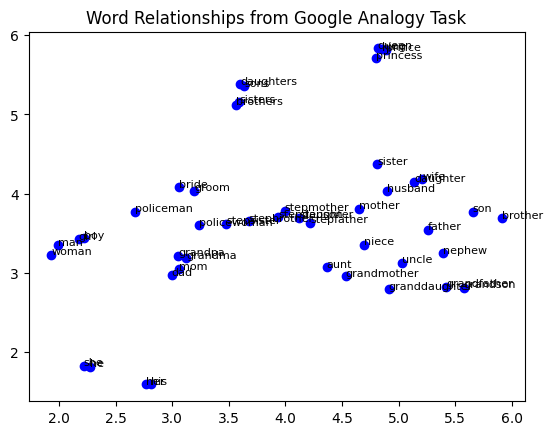 Word Relationships from Google Analogy Task
6
princess
daughters
sisters
brothers
5
sister
wife
daughter
bride
groom
husband
4
policeman
stepmother
mother
son
brother
stepfather
father
boy
man
woman
grandpa
grandma
niece
nephew
uncle
mom
aunt
grandmother
3
granddaughter
grandson
2
she
he
his
2.0 2.5 3.0 3.5 4.0 4.5 5.0 5.5 6.0